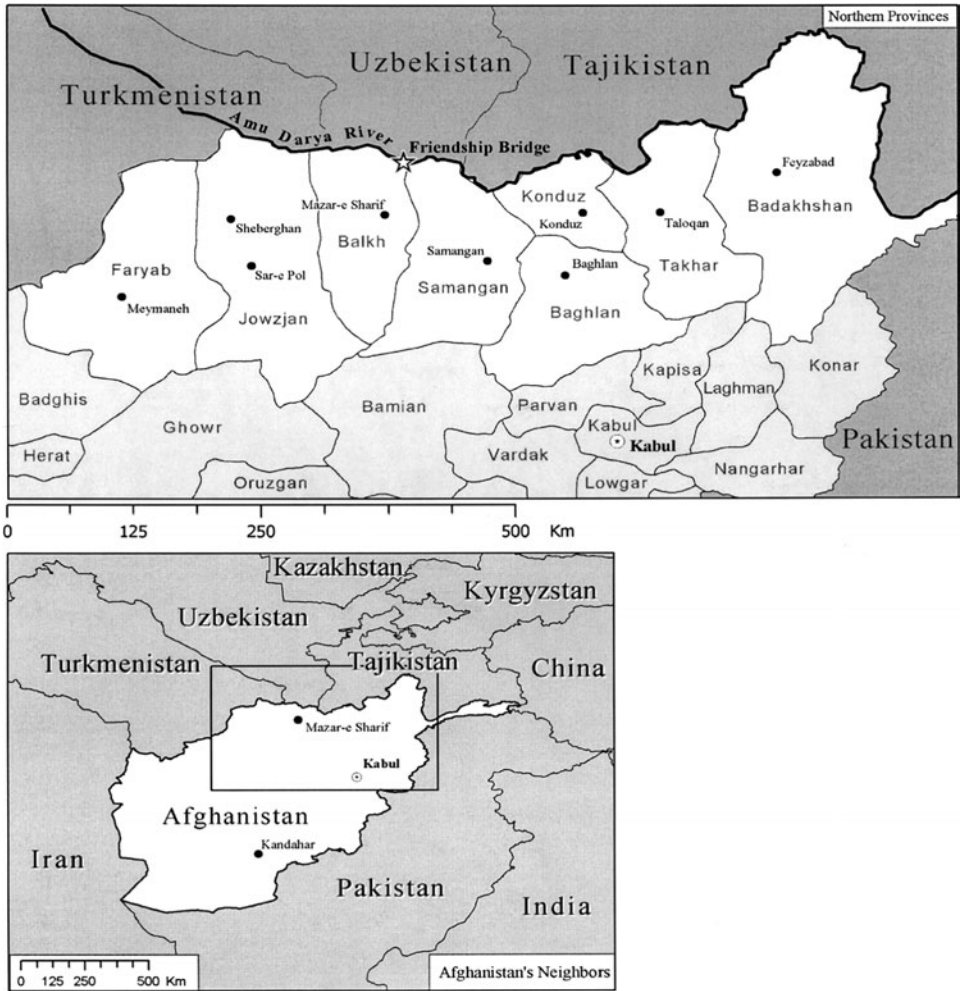 Northern Provinces
Uzbekistan
Tajikistan
Turkmenistan
Amu Darya River
Friendship Bridge
Feyzabad
Badakhshan
Konduz
Konduz
Mazar-e Sharif
Balkh
Sheberghan
Taloqan
Takhar
Samangan
Samangan
Baghlan
Baghlan
Sar-e Pol
Jowzjan
Faryab
Meymaneh
Badghis
Ghowr
Bamian
Parvan
Kapisa
Laghman
Konar
Kabul
Kabul
Pakistan
Herat
Oruzgan
Vardak
Lowgar
Nangarhar
0 125 250 500 Km
Kazakhstan
Kyrgyzstan
Uzbekistan
Turkmenistan
Tajikistan
China
Mazar-e Sharif
Kabul
Afghanistan
Kandahar
Iran
Pakistan
India
0 125 250 500 Km
Afghanistan's Neighbors